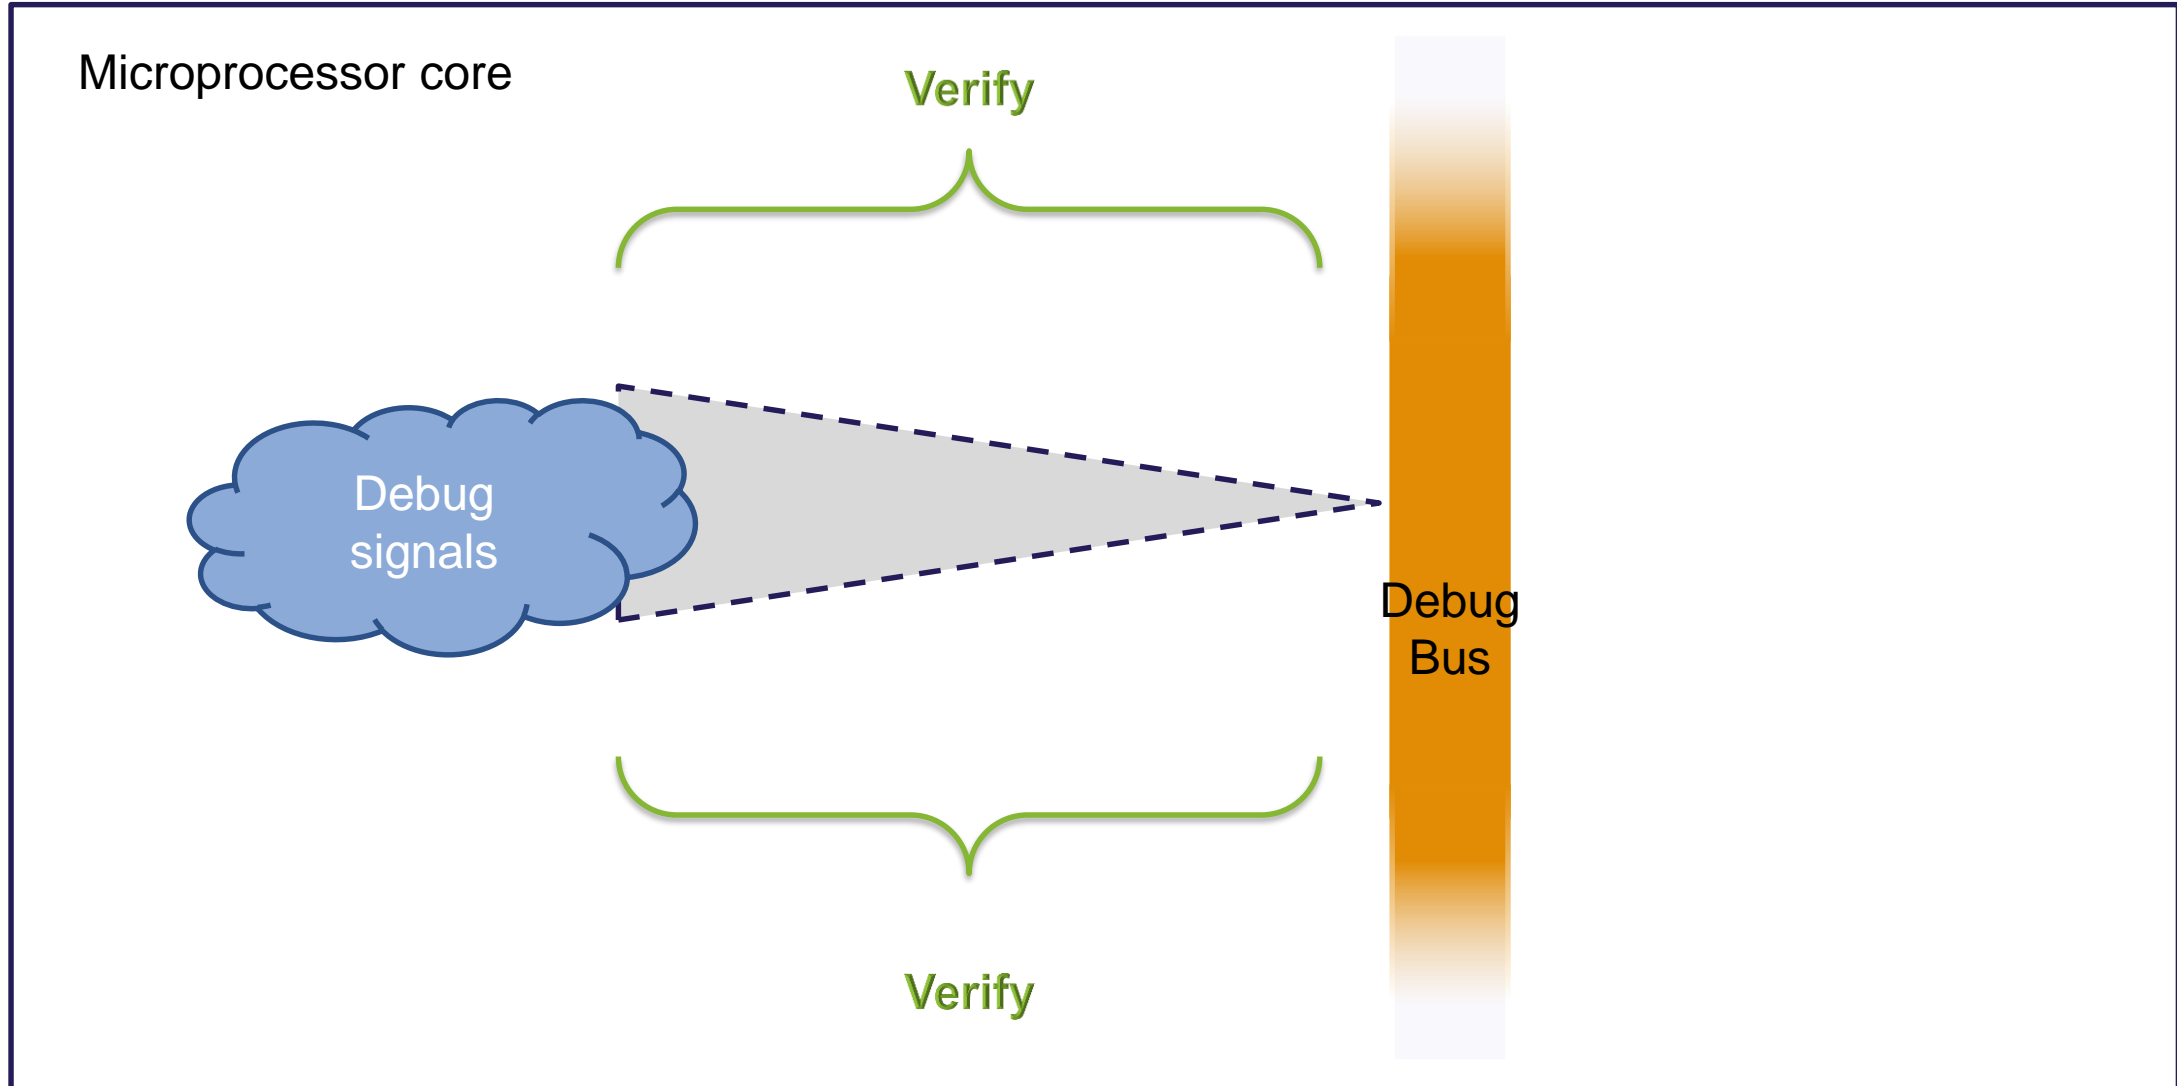 Microprocessor core
Verify
Debug
signals
Debug
Bus
Verify